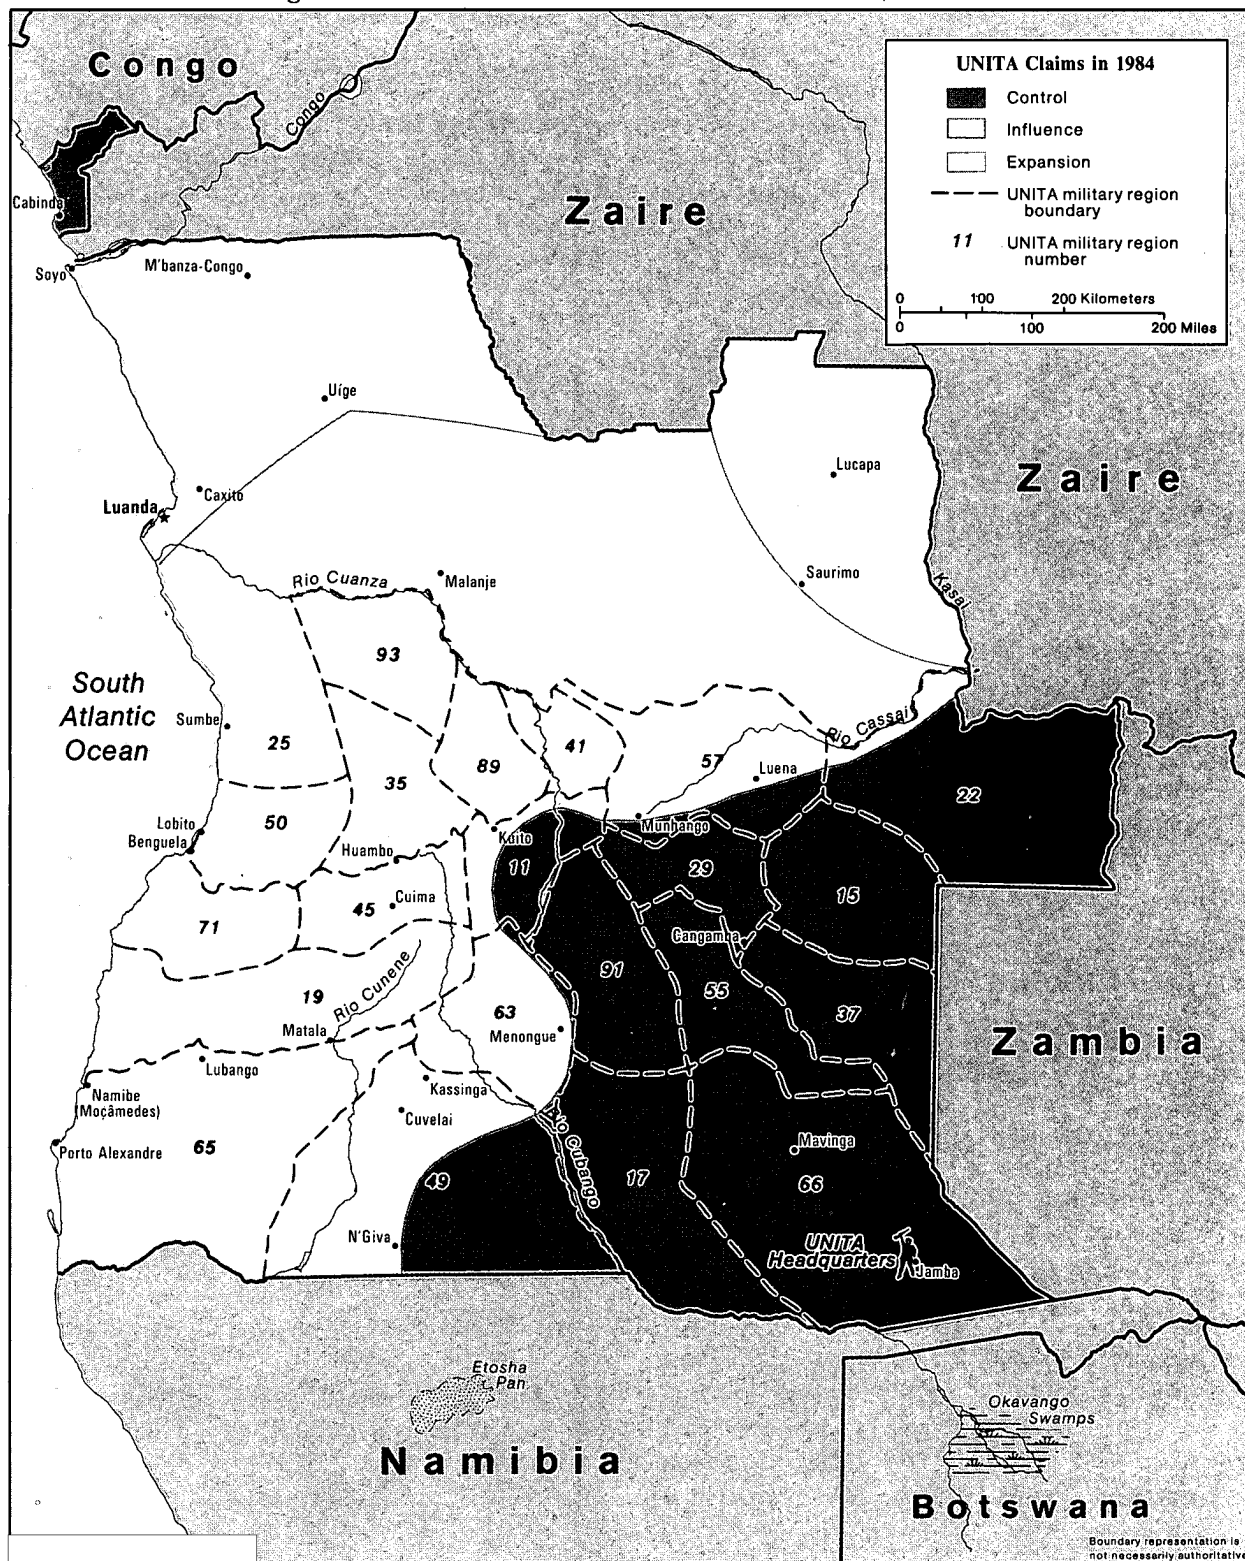 Congo
Congo
Zaire
Cabinda
Soyo
M'banza-Congo
UNITA Claims in 1984
Control
Influence
Expansion
UNITA military region
boundary
11
UNITA military region
number
0
100
200 Kilometers
0
100
200 Miles
Uíge
Lucapa
Zaire
Caxito
Luanda
Rio Cuanza
Malanje
Saurimo
Kasai
93
South
Atlantic
Ocean
Sumbe
25
41
57
Rio Cassai
Luena
35
89
22
50
Lobito
Benguela
Huambo
Kuito
Munhango
11
29
15
45
Cuima
71
Cangamba
91
55
19
Rio Cunene
63
37
Matala
Menongue
Zambia
Lubango
Kassinga
Namibe
(Moçâmedes)
Cuvelai
Rio Cubango
Porto Alexandre
65
Mavinga
49
17
66
N'Giva
UNITA
Headquarters
Jamba
Etosha
Pan
Okavango
Swamps
Namibia
Botswana
Boundary representation is
not necessarily authoritative